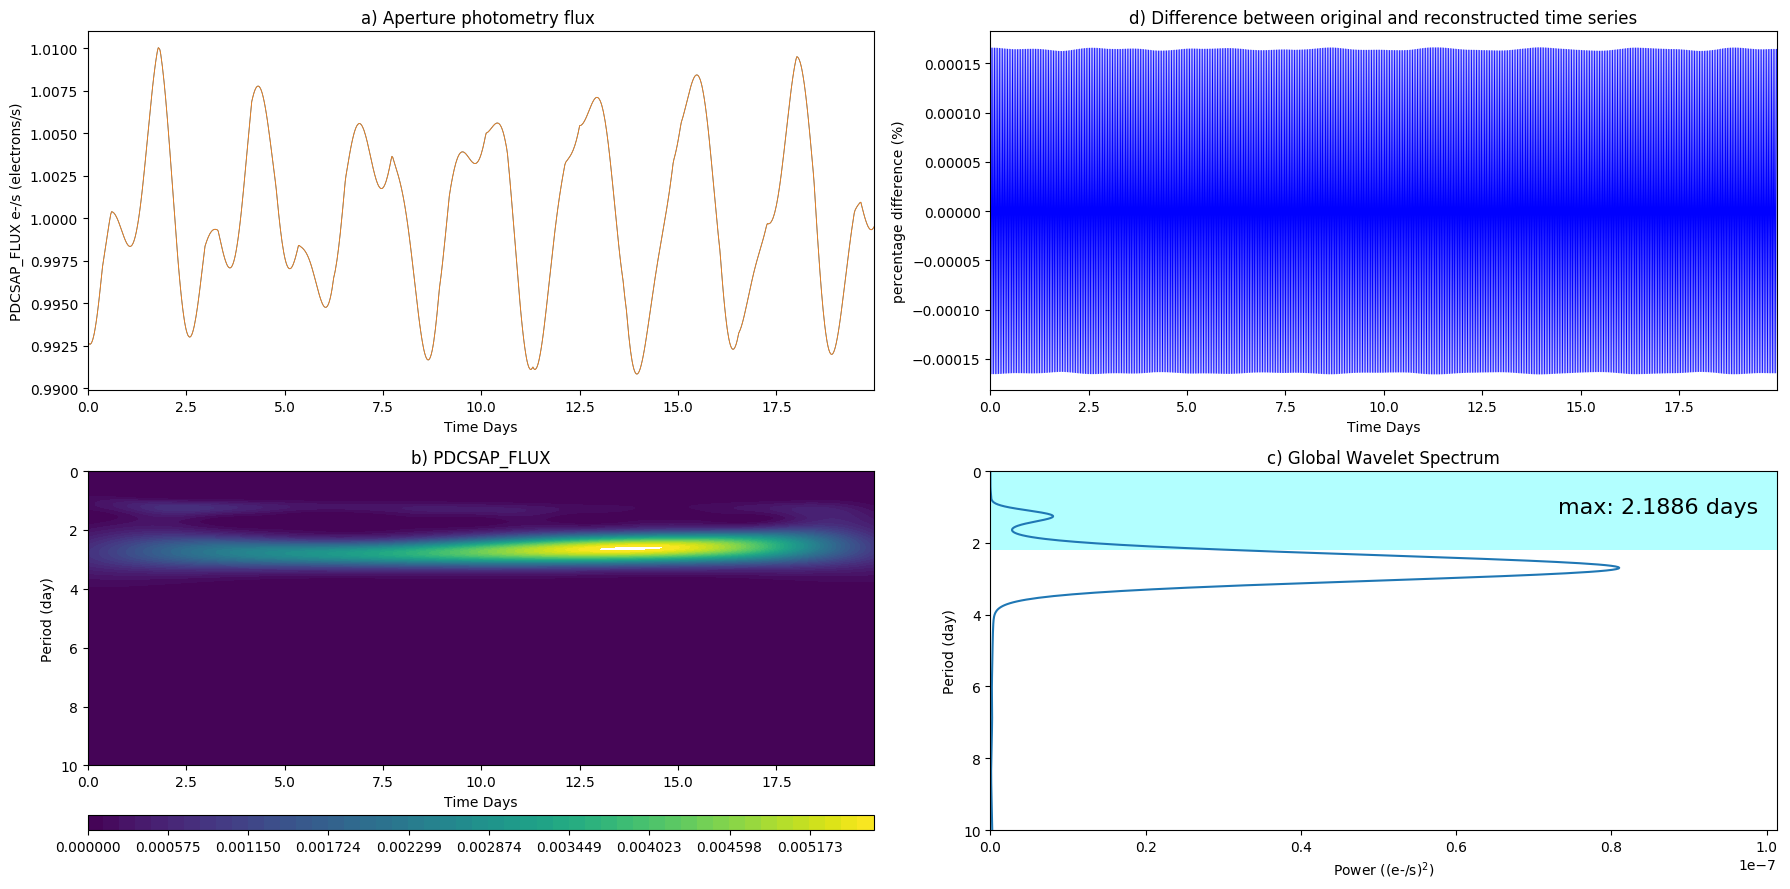 a) Aperture photometry flux
PDCSAP_FLUX e-/s (electrons/s)
1.0100
1.0075
1.0050
1.0025
1.0000
0.9975
0.9950
0.9925
0.9900
0.0 2.5 5.0 7.5 10.0 12.5 15.0 17.5
Time Days
d) Difference between original and reconstructed time series
percentage difference (%)
0.00015
0.00010
0.00005
0.00000
−0.00005
−0.00010
−0.00015
0.0 2.5 5.0 7.5 10.0 12.5 15.0 17.5
Time Days
b) PDCSAP_FLUX
Period (day)
0
2
4
6
8
10
0.0 2.5 5.0 7.5 10.0 12.5 15.0 17.5
Time Days
0.000000 0.000575 0.001150 0.001724 0.002299 0.002874 0.003449 0.004023 0.004598 0.005173
c) Global Wavelet Spectrum
max: 2.1886 days
Period (day)
0
2
4
6
8
10
0.0 0.2 0.4 0.6 0.8 1.0
1e−7
Power ((e-/s)²)